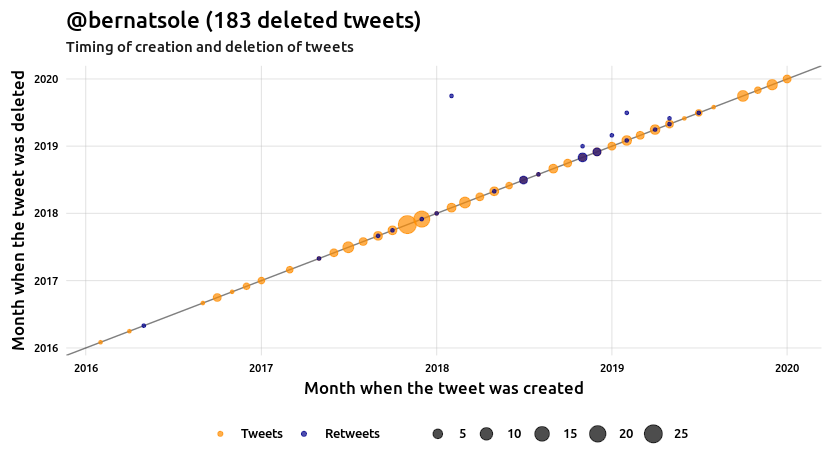 @bernatsole (183 deleted tweets)
Timing of creation and deletion of tweets
Month when the tweet was deleted
2020
2019
2018
2017
2016
2016 2017 2018 2019 2020
Month when the tweet was created
Tweets Retweets 5 10 15 20 25